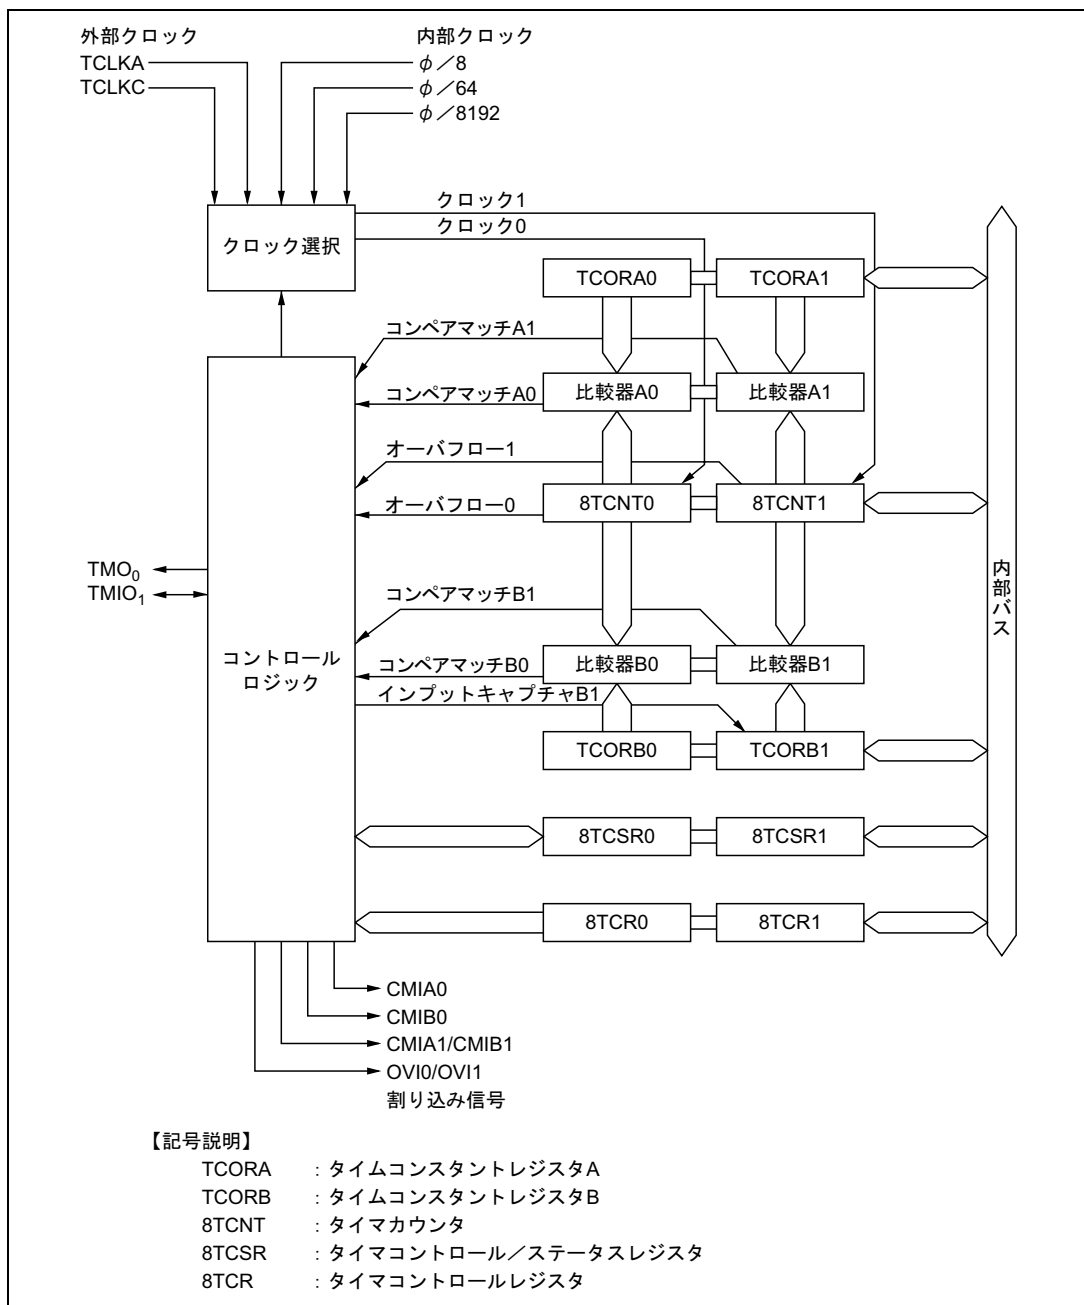 外部クロック
TCLKA
TCLKC
内部クロック
φ／8
φ／64
φ／8192
クロック1
クロック0
クロック選択
TCORA0
TCORA1
コンペアマッチA1
コンペアマッチA0
比較器A0
比較器A1
オーバフロー1
オーバフロー0
8TCNT0
8TCNT1
内部バス
TMO0
TMIO1
コントロール
ロジック
コンペアマッチB1
コンペアマッチB0
比較器B0
比較器B1
インプットキャプチャB1
TCORB0
TCORB1
8TCSR0
8TCSR1
8TCR0
8TCR1
CMIA0
CMIB0
CMIA1/CMIB1
OVI0/OVI1
割り込み信号
【記号説明】
TCORA : タイムコンスタントレジスタA
TCORB : タイムコンスタントレジスタB
8TCNT : タイマカウンタ
8TCSR : タイマコントロール／ステータスレジスタ
8TCR : タイマコントロールレジスタ